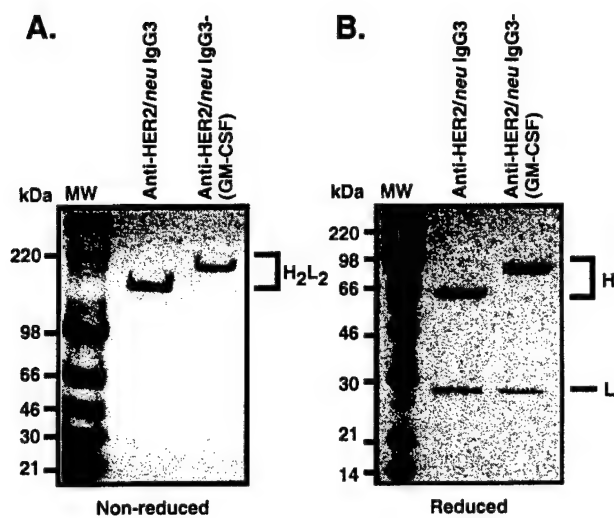 A.
Anti-HER2/neu IgG3
Anti-HER2/neu IgG3-
(GM-CSF)
kDa
MW
220
98
66
46
30
21
H2L2
Non-reduced
B.
Anti-HER2/neu IgG3
Anti-HER2/neu IgG3-
(GM-CSF)
kDa
MW
220
98
66
46
30
21
14
H
L
Reduced